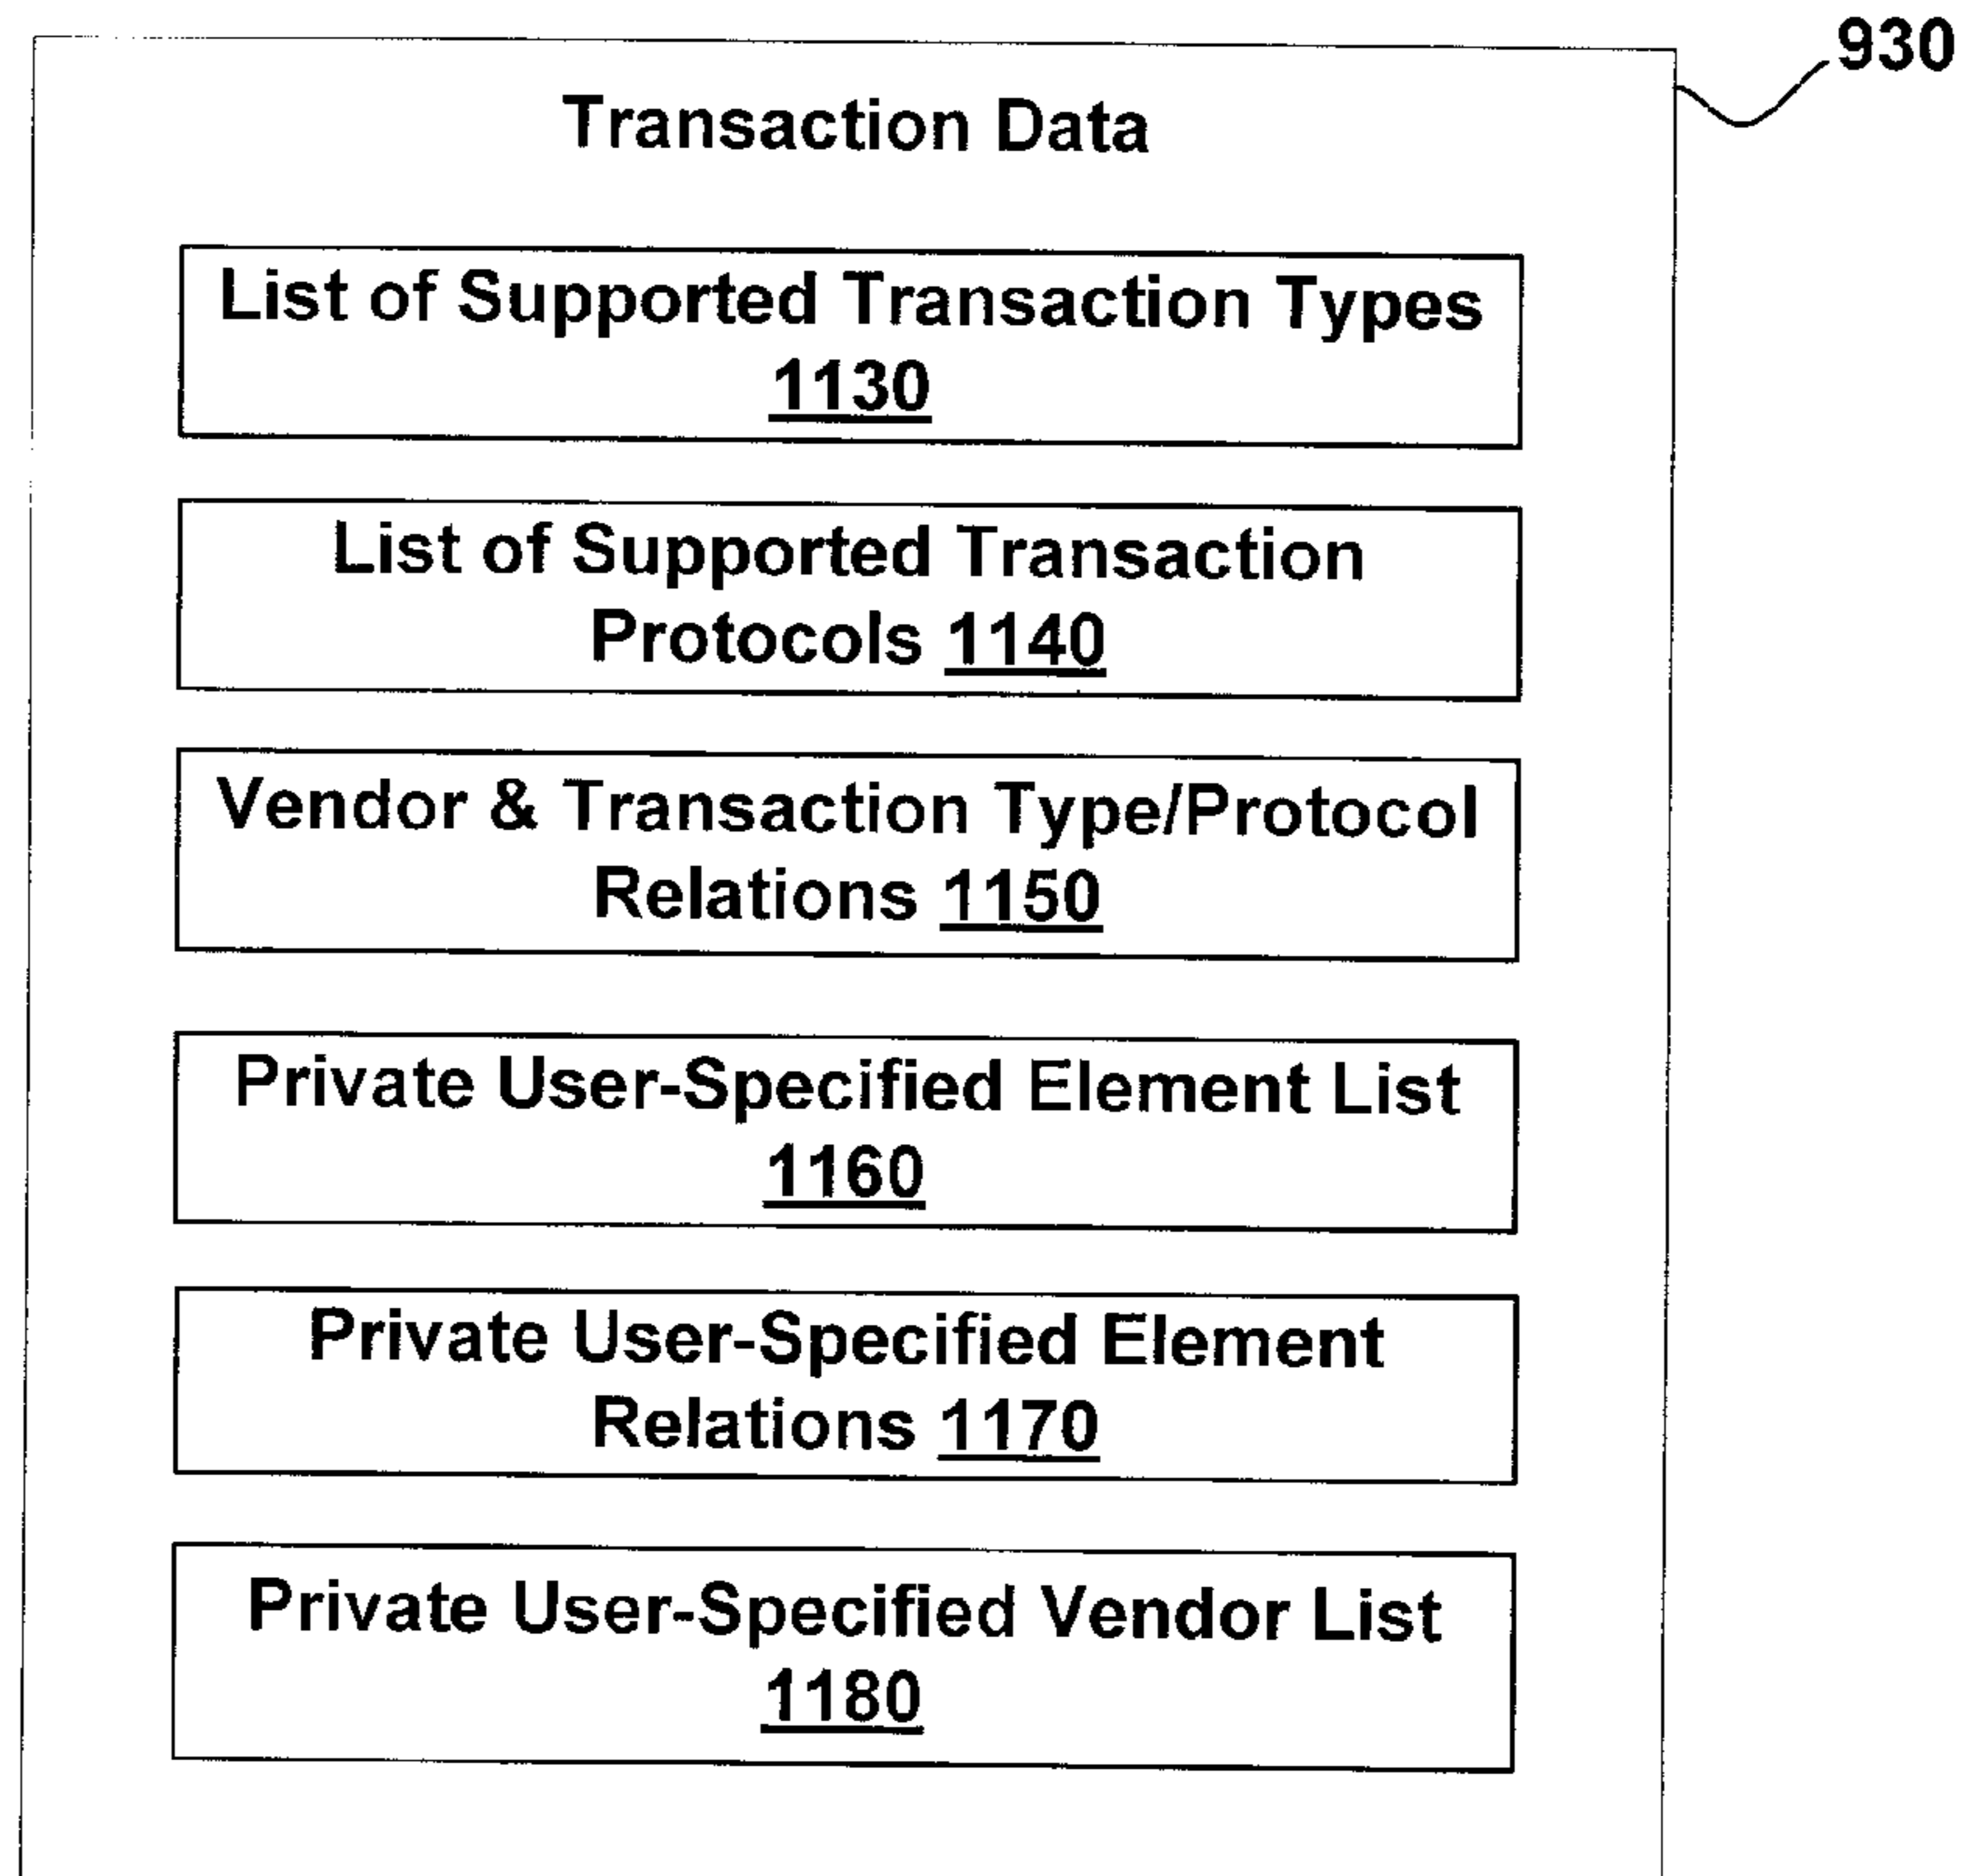 930
Transaction Data
List of Supported Transaction Types
1130
List of Supported Transaction
Protocols 1140
Vendor & Transaction Type/Protocol
Relations 1150
Private User-Specified Element List
1160
Private User-Specified Element
Relations 1170
Private User-Specified Vendor List
1180